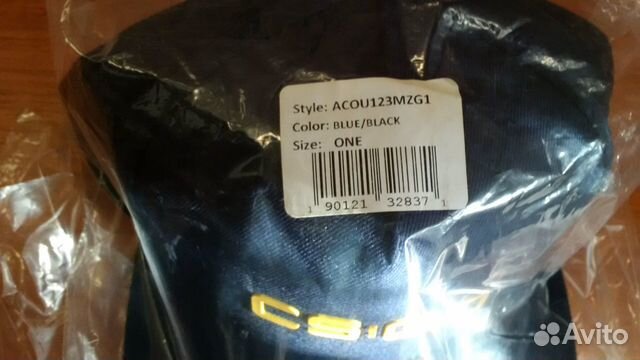 Style: ACOU123MZG1
Color: BLUE/BLACK
Size: ONE
1 90121 32837 1
Avito